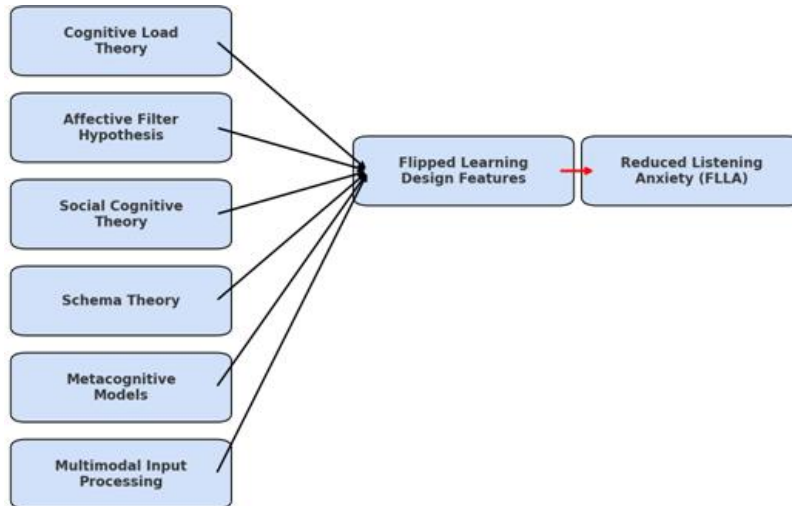 Cognitive Load
Theory
Affective Filter
Hypothesis
Social Cognitive
Theory
Schema Theory
Metacognitive
Models
Multimodal Input
Processing
Flipped Learning
Design Features
Reduced Listening
Anxiety (FLLA)